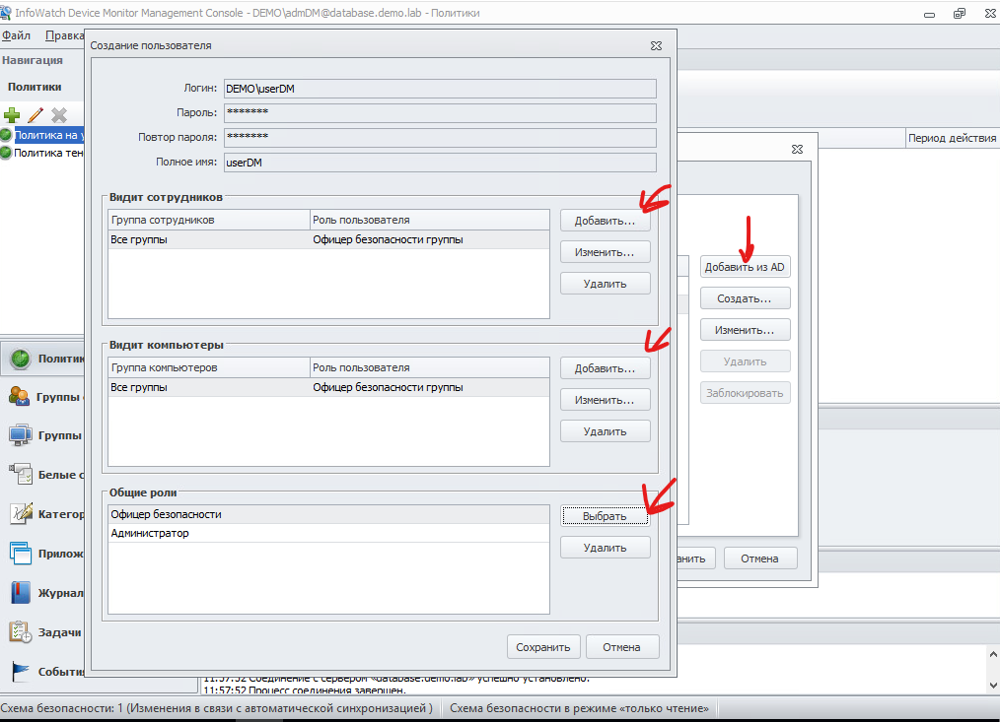 InfoWatch Device Monitor Management Console - DEMO\admDM@database.demo.lab - Политики
Файл Правка
Навигация
Политики
Политика на у
Политика тен
Создание пользователя
Логин: DEMO\userDM
Пароль: *******
Повтор пароля: *******
Полное имя: userDM
Видит сотрудников
Группа сотрудников Роль пользователя
Все группы Офицер безопасности группы
Добавить...
Изменить...
Удалить
Видит компьютеры
Группа компьютеров Роль пользователя
Все группы Офицер безопасности группы
Добавить...
Изменить...
Удалить
Общие роли
Офицер безопасности
Администратор
Выбрать
Удалить
Сохранить Отмена
Период действия
Добавить из AD
Создать...
Изменить...
Удалить
Заблокировать
анить Отмена
Политик
Группы
Группы
Белые с
Категор
Прилож
Журнал
Задачи
Событи
11:57:52 Соединение с сервером «database.demo.lab» успешно установлено.
11:57:52 Процесс соединения завершен.
Схема безопасности: 1 (Изменения в связи с автоматической синхронизацией ) Схема безопасности в режиме «только чтение»